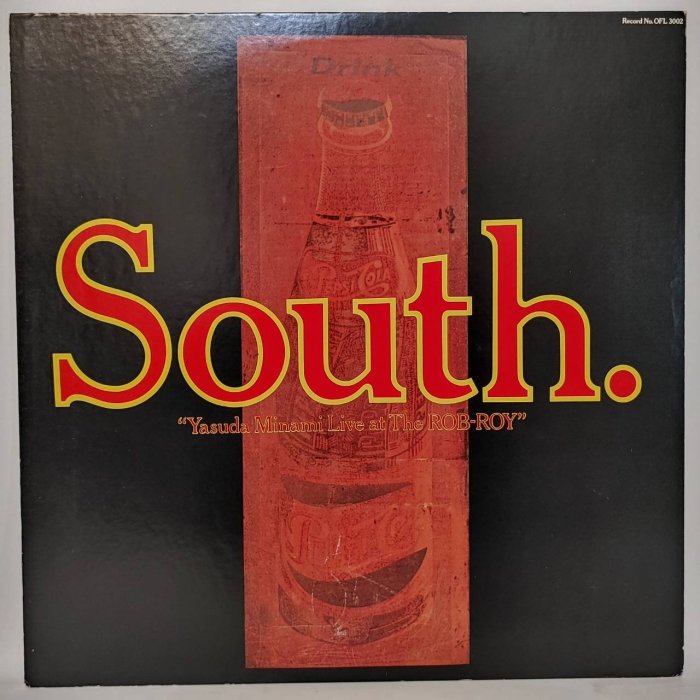 Record No. OFL 3002
Drink
South.
“Yasuda Minami Live at The ROB-ROY”